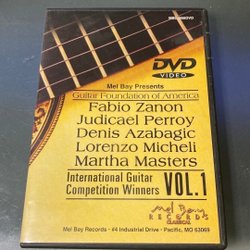 DVD
VIDEO
Mel Bay Presents
Guitar Foundation of America
Fabio Zanon
Judicael Perroy
Denis Azabagic
Lorenzo Micheli
Martha Masters
International Guitar
Competition Winners VOL.1
Mel Bay
RECORDS
CLASSICAL
Mel Bay Records - #4 Industrial Drive - Pacific, MO 63069